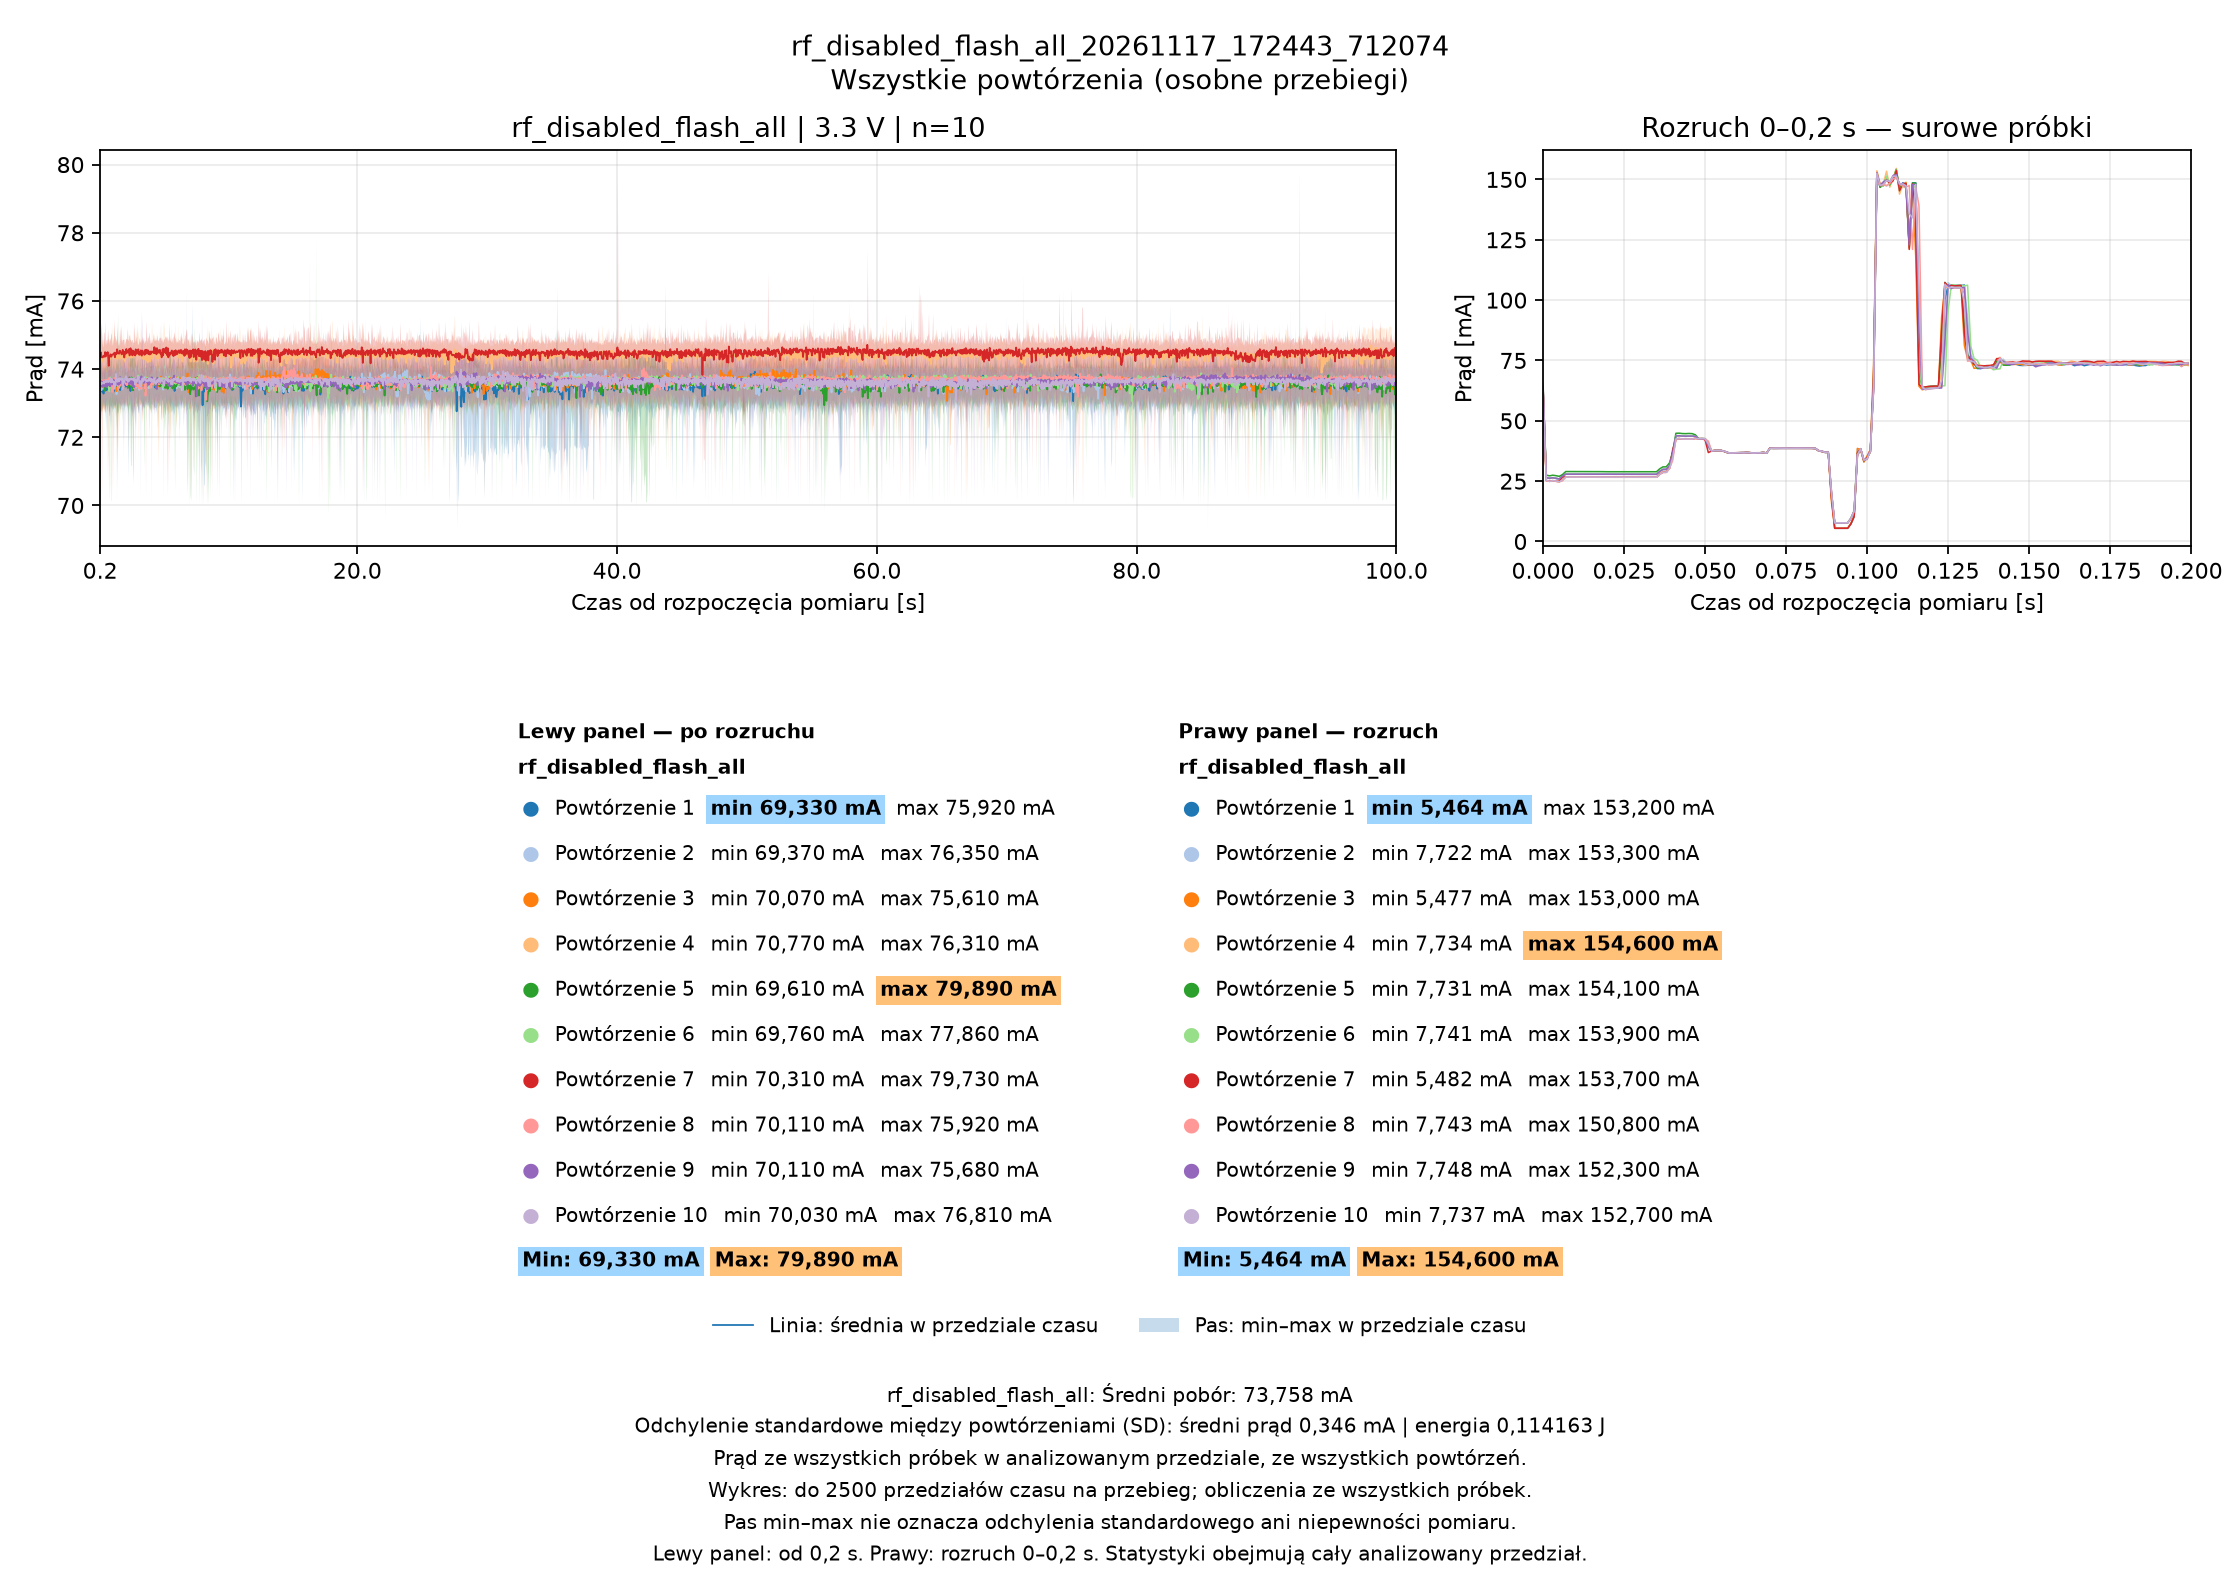 rf_disabled_flash_all_20261117_172443_712074
Wszystkie powtórzenia (osobne przebiegi)
rf_disabled_flash_all | 3.3 V | n=10
80
78
76
74
72
70
Prąd [mA]
0.2
20.0
40.0
60.0
80.0
100.0
Czas od rozpoczęcia pomiaru [s]
Rozruch 0–0,2 s — surowe próbki
150
125
100
75
50
25
0
Prąd [mA]
0.000
0.025
0.050
0.075
0.100
0.125
0.150
0.175
0.200
Czas od rozpoczęcia pomiaru [s]
Lewy panel — po rozruchu
rf_disabled_flash_all
Powtórzenie 1 min 69,330 mA max 75,920 mA
Powtórzenie 2 min 69,370 mA max 76,350 mA
Powtórzenie 3 min 70,070 mA max 75,610 mA
Powtórzenie 4 min 70,770 mA max 76,310 mA
Powtórzenie 5 min 69,610 mA max 79,890 mA
Powtórzenie 6 min 69,760 mA max 77,860 mA
Powtórzenie 7 min 70,310 mA max 79,730 mA
Powtórzenie 8 min 70,110 mA max 75,920 mA
Powtórzenie 9 min 70,110 mA max 75,680 mA
Powtórzenie 10 min 70,030 mA max 76,810 mA
Min: 69,330 mA Max: 79,890 mA
Prawy panel — rozruch
rf_disabled_flash_all
Powtórzenie 1 min 5,464 mA max 153,200 mA
Powtórzenie 2 min 7,722 mA max 153,300 mA
Powtórzenie 3 min 5,477 mA max 153,000 mA
Powtórzenie 4 min 7,734 mA max 154,600 mA
Powtórzenie 5 min 7,731 mA max 154,100 mA
Powtórzenie 6 min 7,741 mA max 153,900 mA
Powtórzenie 7 min 5,482 mA max 153,700 mA
Powtórzenie 8 min 7,743 mA max 150,800 mA
Powtórzenie 9 min 7,748 mA max 152,300 mA
Powtórzenie 10 min 7,737 mA max 152,700 mA
Min: 5,464 mA Max: 154,600 mA
Linia: średnia w przedziale czasu
Pas: min–max w przedziale czasu
rf_disabled_flash_all: Średni pobór: 73,758 mA
Odchylenie standardowe między powtórzeniami (SD): średni prąd 0,346 mA | energia 0,114163 J
Prąd ze wszystkich próbek w analizowanym przedziale, ze wszystkich powtórzeń.
Wykres: do 2500 przedziałów czasu na przebieg; obliczenia ze wszystkich próbek.
Pas min–max nie oznacza odchylenia standardowego ani niepewności pomiaru.
Lewy panel: od 0,2 s. Prawy: rozruch 0–0,2 s. Statystyki obejmują cały analizowany przedział.